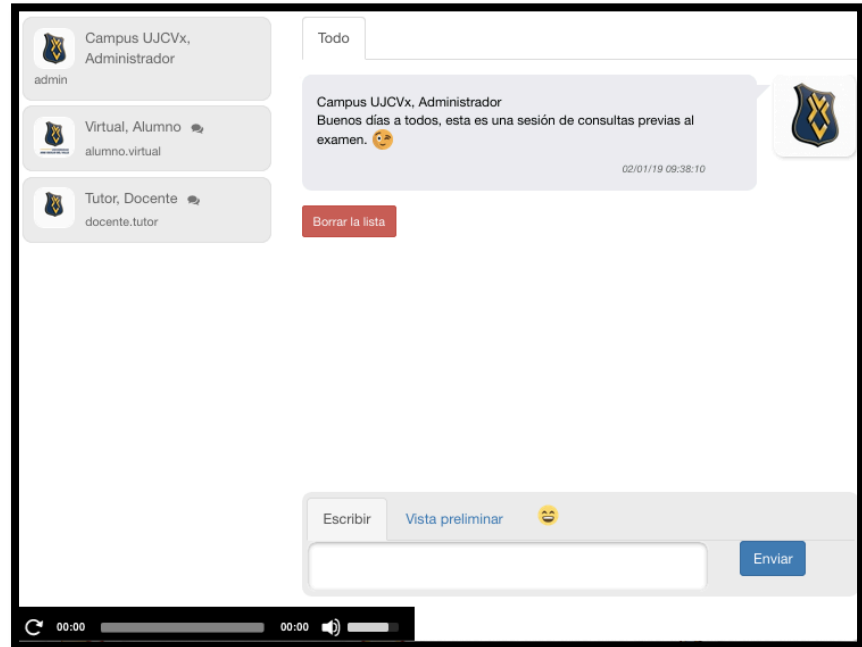 Campus UJCVx,
Administrador
admin
Virtual, Alumno
alumno.virtual
Tutor, Docente
docente.tutor
Todo
Campus UJCVx, Administrador
Buenos días a todos, esta es una sesión de consultas previas al
examen.
02/01/19 09:38:10
Borrar la lista
Escribir
Vista preliminar
Enviar
00:00
00:00